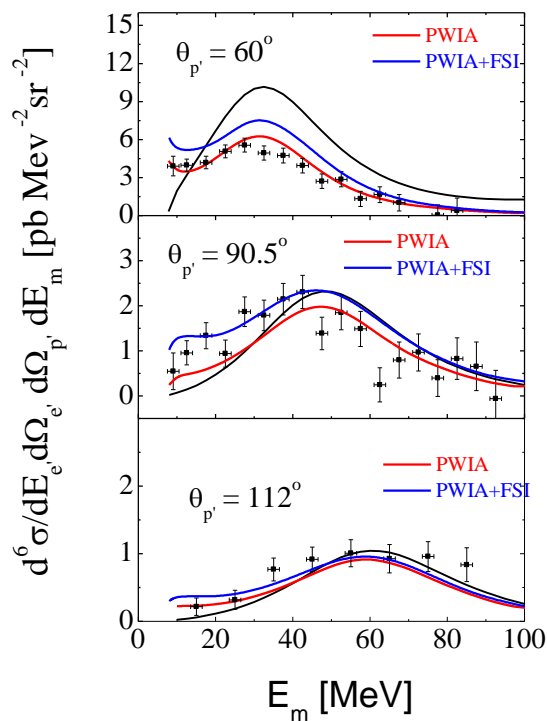 d⁶σ/dE_e' dΩ_e' dΩ_p' dE_m [pb Mev⁻² sr⁻²]
15
12
9
6
3
0
θ_p' = 60°
PWIA
PWIA+FSI
3
2
1
0
θ_p' = 90.5°
PWIA
PWIA+FSI
2
1
0
θ_p' = 112°
PWIA
PWIA+FSI
0 20 40 60 80 100
E_m [MeV]